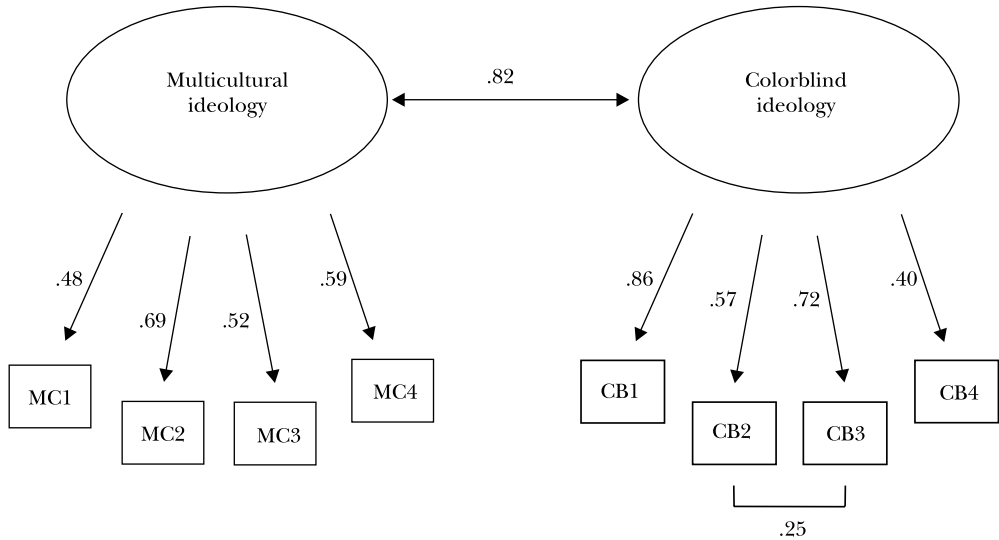 Multicultural
ideology
.82
Colorblind
ideology
.48
.69
.52
.59
.86
.57
.72
.40
MC1
MC2
MC3
MC4
CB1
CB2
CB3
CB4
.25